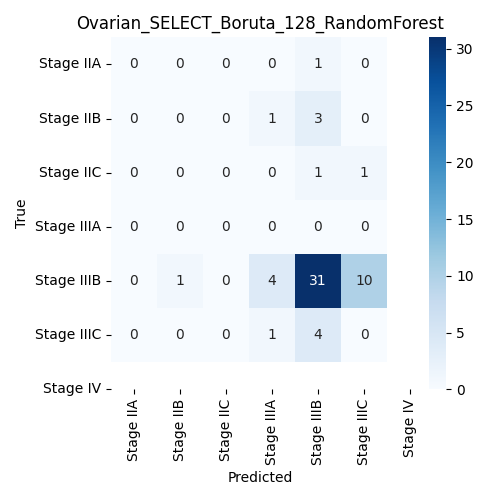 Ovarian_SELECT_Boruta_128_RandomForest
Stage IIA 0 0 0 0 1 0
Stage IIB 0 0 0 1 3 0
Stage IIC 0 0 0 0 1 1
Stage IIIA 0 0 0 0 0 0
Stage IIIB 0 1 0 4 31 10
Stage IIIC 0 0 0 1 4 0
Stage IV
True
Stage IIA Stage IIB Stage IIC Stage IIIA Stage IIIB Stage IIIC Stage IV
Predicted
30
25
20
15
10
5
0